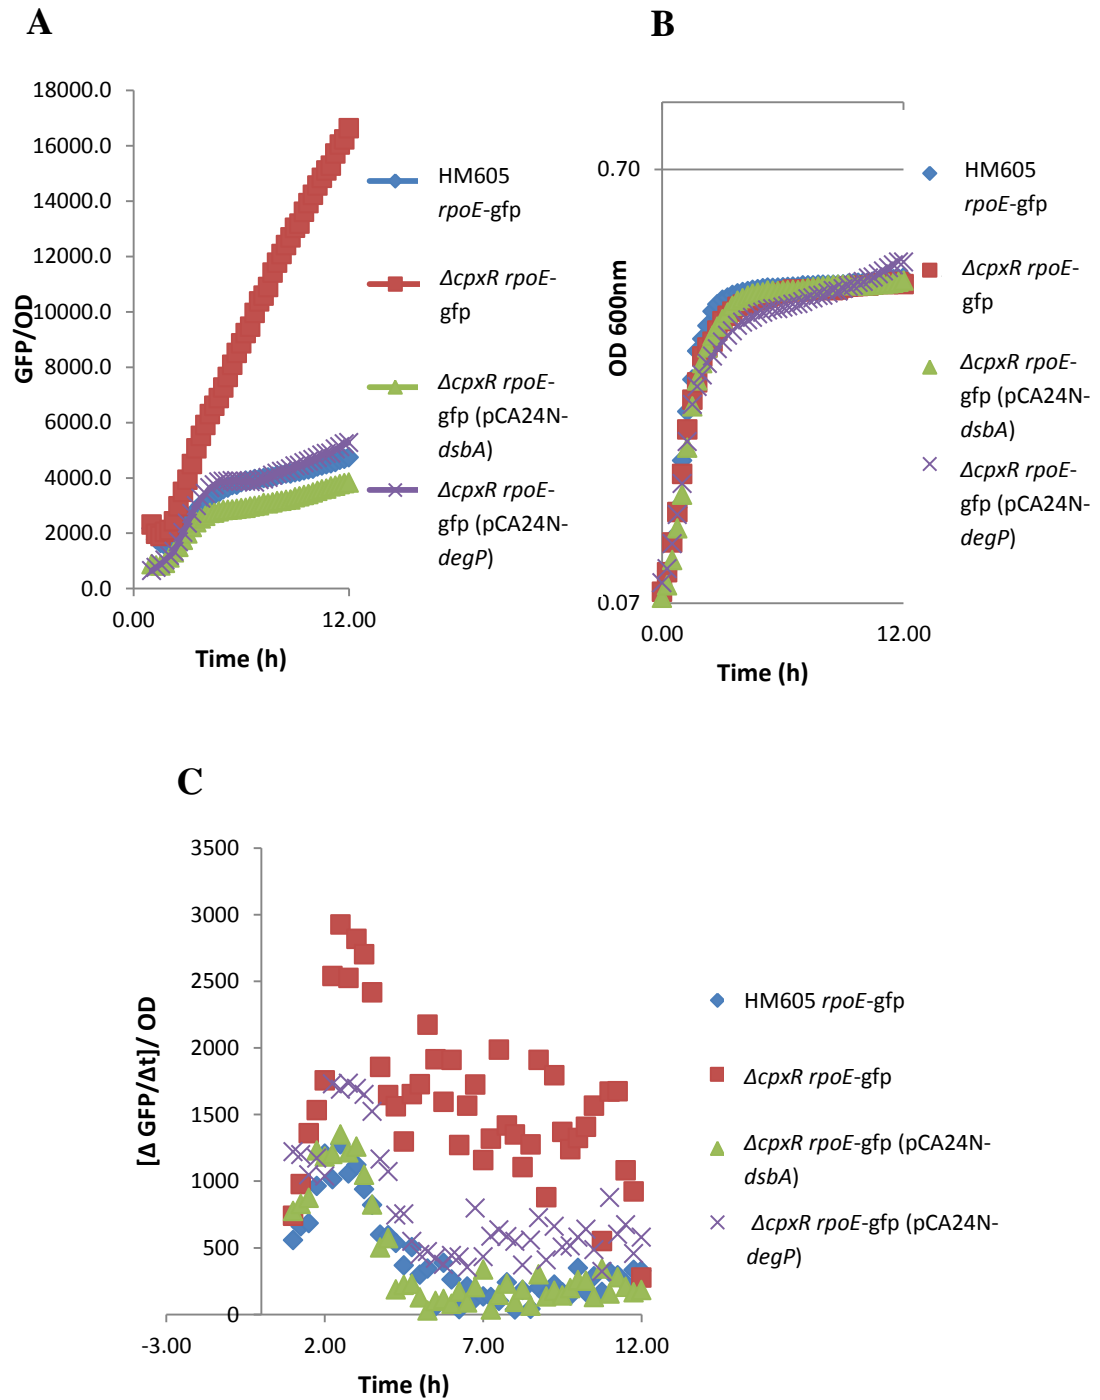 A
18000.0
16000.0
14000.0
12000.0
10000.0
8000.0
6000.0
4000.0
2000.0
0.0
GFP/OD
0.00
12.00
Time (h)
HM605
rpoE-gfp
ΔcpxR rpoE-
gfp
ΔcpxR rpoE-
gfp (pCA24N-
dsbA)
ΔcpxR rpoE-
gfp (pCA24N-
degP)
B
0.70
0.07
OD 600nm
0.00
12.00
Time (h)
HM605
rpoE-gfp
ΔcpxR rpoE-
gfp
ΔcpxR rpoE-
gfp (pCA24N-
dsbA)
ΔcpxR rpoE-
gfp (pCA24N-
degP)
C
3500
3000
2500
2000
1500
1000
500
0
[Δ GFP/Δt]/ OD
-3.00
2.00
7.00
12.00
Time (h)
HM605 rpoE-gfp
ΔcpxR rpoE-gfp
ΔcpxR rpoE-gfp (pCA24N-
dsbA)
ΔcpxR rpoE-gfp (pCA24N-
degP)